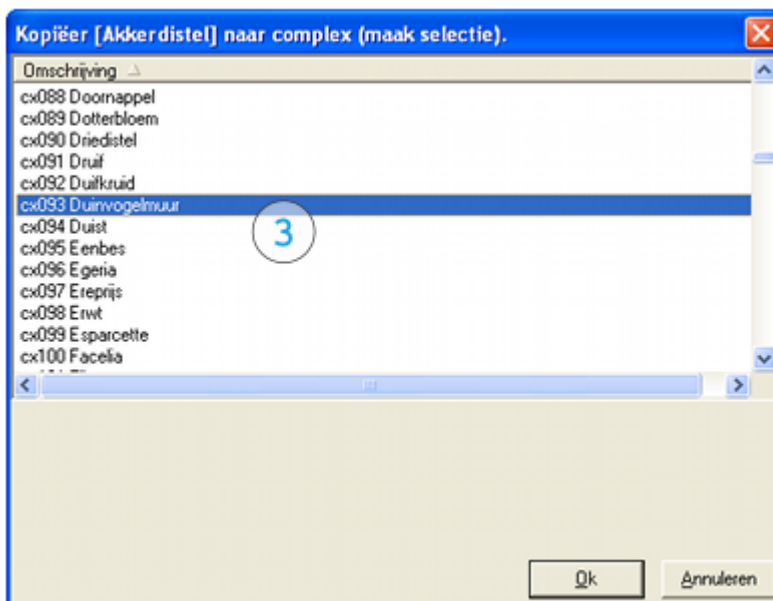 Kopiëer [Akkerdistel] naar complex (maak selectie).
Omschrijving
cx088 Doornappel
cx089 Dotterbloem
cx090 Driedistel
cx091 Druif
cx092 Duifkruid
cx093 Duinvogelmuur
3
cx094 Duist
cx095 Eenbes
cx096 Egeria
cx097 Ereprijs
cx098 Erwt
cx099 Esparcette
cx100 Facelia
Ok
Annuleren